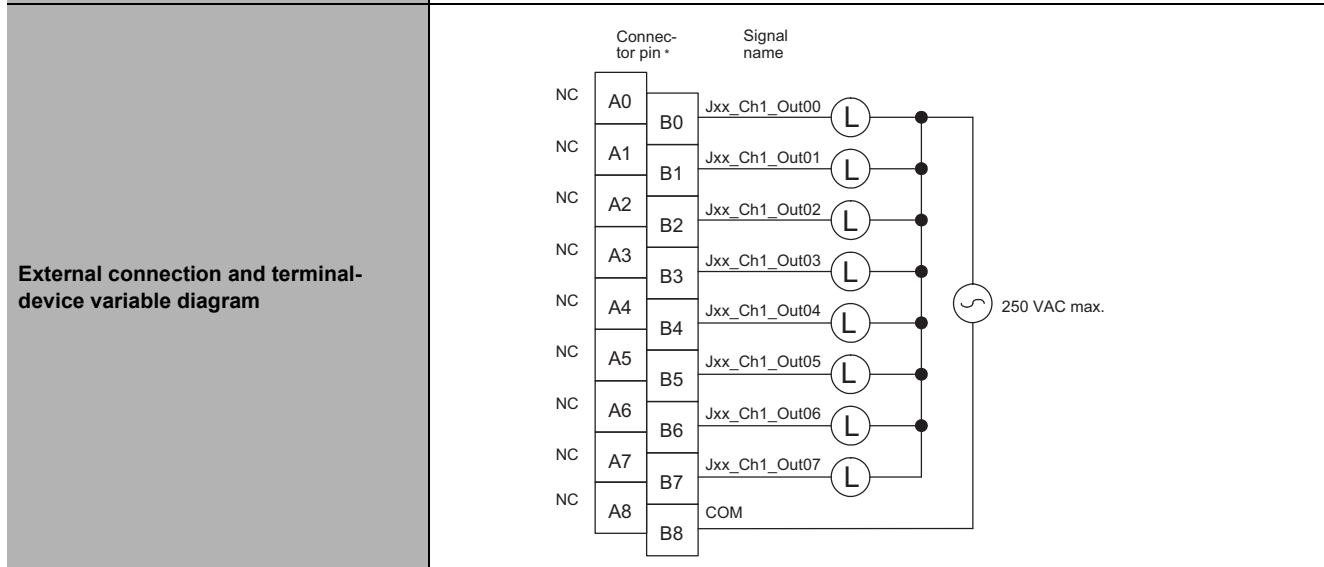 External connection and terminal-
device variable diagram
Connec-
tor pin *
Signal
name
NC
A0
B0
Jxx_Ch1_Out00
L
NC
A1
B1
Jxx_Ch1_Out01
L
NC
A2
B2
Jxx_Ch1_Out02
L
NC
A3
B3
Jxx_Ch1_Out03
L
NC
A4
B4
Jxx_Ch1_Out04
L
250 VAC max.
NC
A5
B5
Jxx_Ch1_Out05
L
NC
A6
B6
Jxx_Ch1_Out06
L
NC
A7
B7
Jxx_Ch1_Out07
L
NC
A8
B8
COM